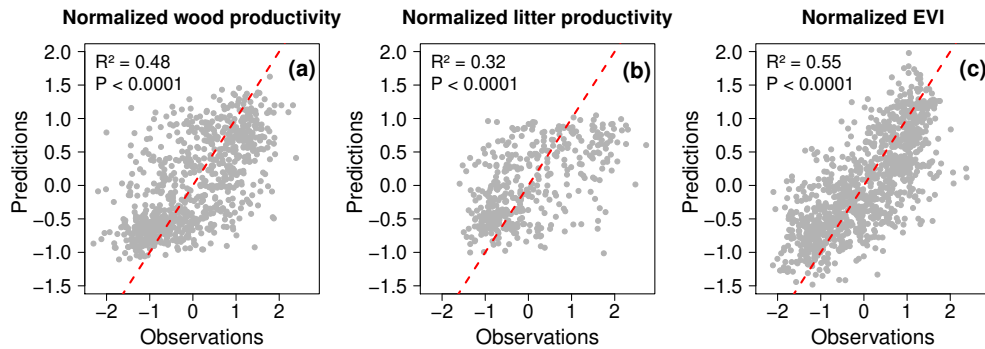 Normalized wood productivity
R² = 0.48
P < 0.0001
(a)
2.0
1.5
1.0
0.5
0.0
−0.5
−1.0
−1.5
Predictions
−2 −1 0 1 2
Observations
Normalized litter productivity
R² = 0.32
P < 0.0001
(b)
2.0
1.5
1.0
0.5
0.0
−0.5
−1.0
−1.5
Predictions
−2 −1 0 1 2
Observations
Normalized EVI
R² = 0.55
P < 0.0001
(c)
2.0
1.5
1.0
0.5
0.0
−0.5
−1.0
−1.5
Predictions
−2 −1 0 1 2
Observations